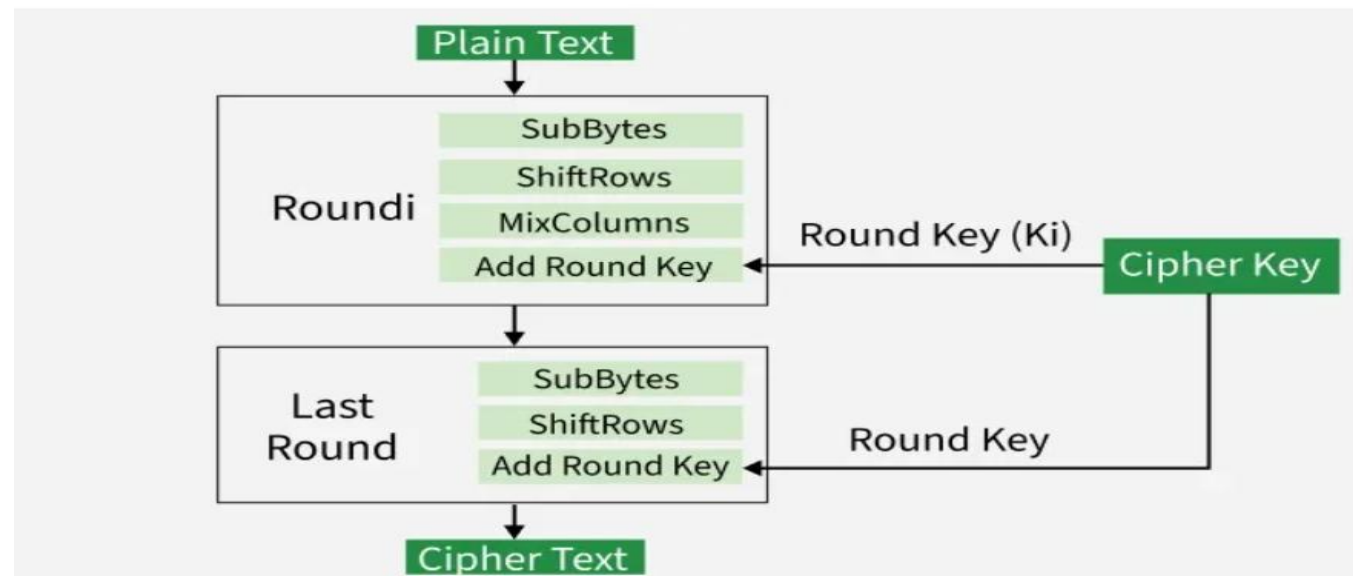 Plain Text
SubBytes
ShiftRows
Roundi
MixColumns
Add Round Key
Round Key (Ki)
Cipher Key
SubBytes
Last
Round
ShiftRows
Add Round Key
Round Key
Cipher Text